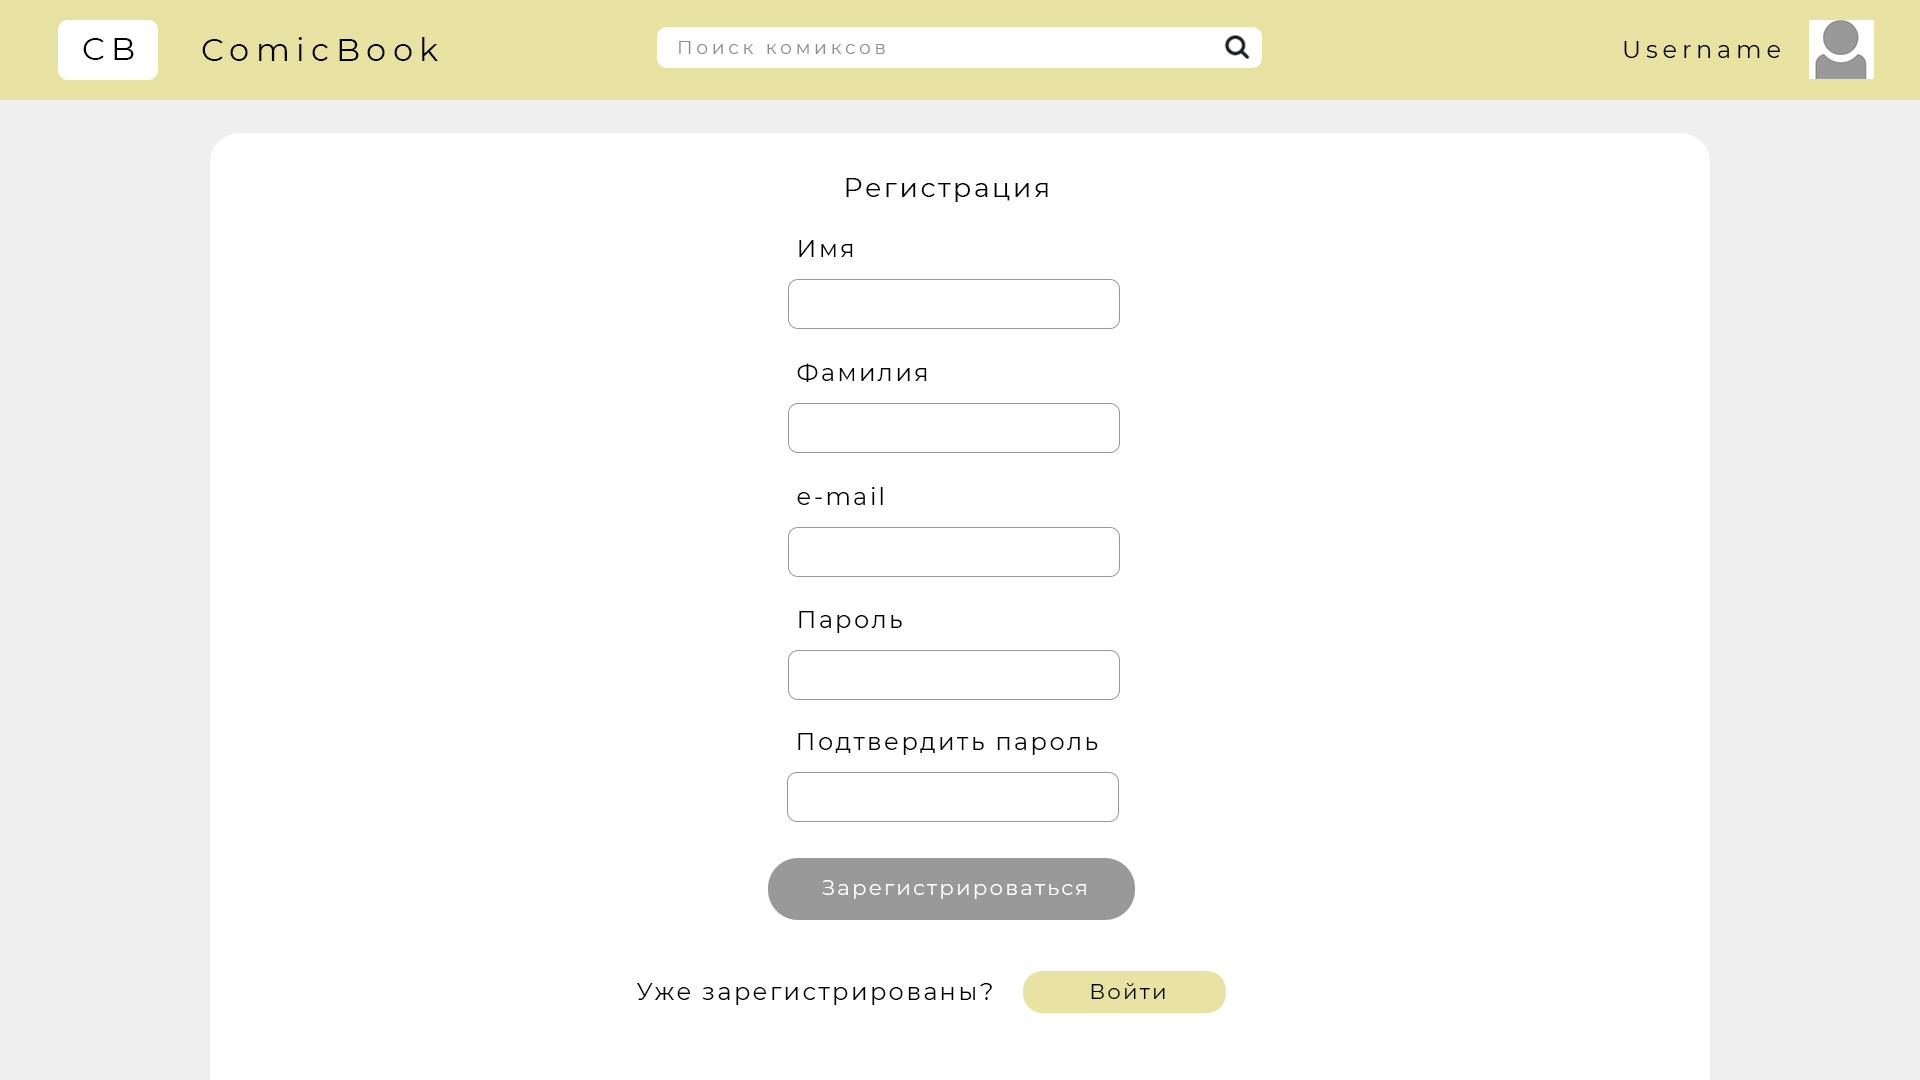 CB
ComicBook
Поиск комиксов
Username
Регистрация
Имя
Фамилия
e-mail
Пароль
Подтвердить пароль
Зарегистрироваться
Уже зарегистрированы?
Войти